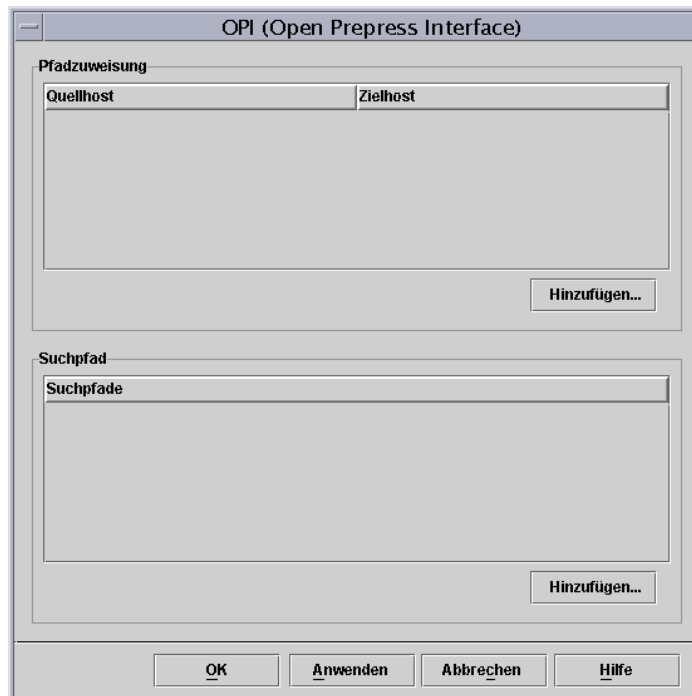 OPI (Open Prepress Interface)
Pfadzuweisung
Quellhost Zielhost
Hinzufügen...
Suchpfad
Suchpfade
Hinzufügen...
OK Anwenden Abbrechen Hilfe